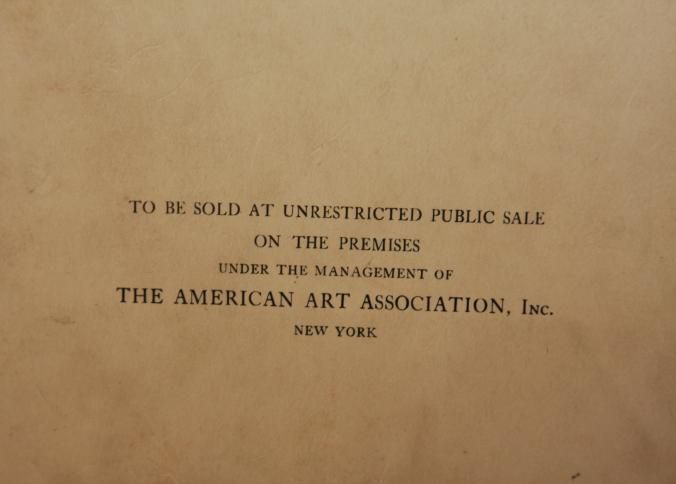 TO BE SOLD AT UNRESTRICTED PUBLIC SALE
ON THE PREMISES
UNDER THE MANAGEMENT OF
THE AMERICAN ART ASSOCIATION, INC.
NEW YORK